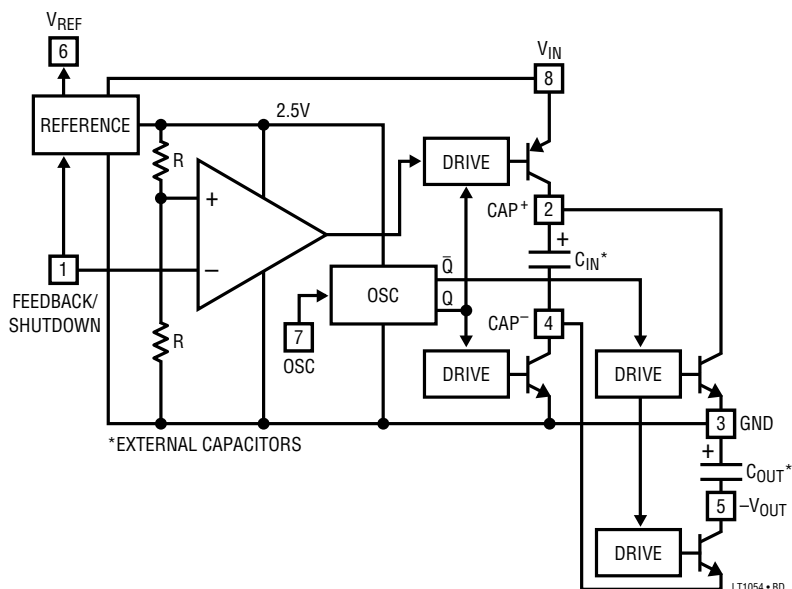 VREF
6
VIN
8
REFERENCE
2.5V
R
DRIVE
+
CAP+
2
+
CIN*
–
Q̄
1
OSC
Q
FEEDBACK/
SHUTDOWN
CAP–
4
7
OSC
R
DRIVE
DRIVE
3
GND
*EXTERNAL CAPACITORS
+
COUT*
5
–VOUT
DRIVE
LT1054 • BD